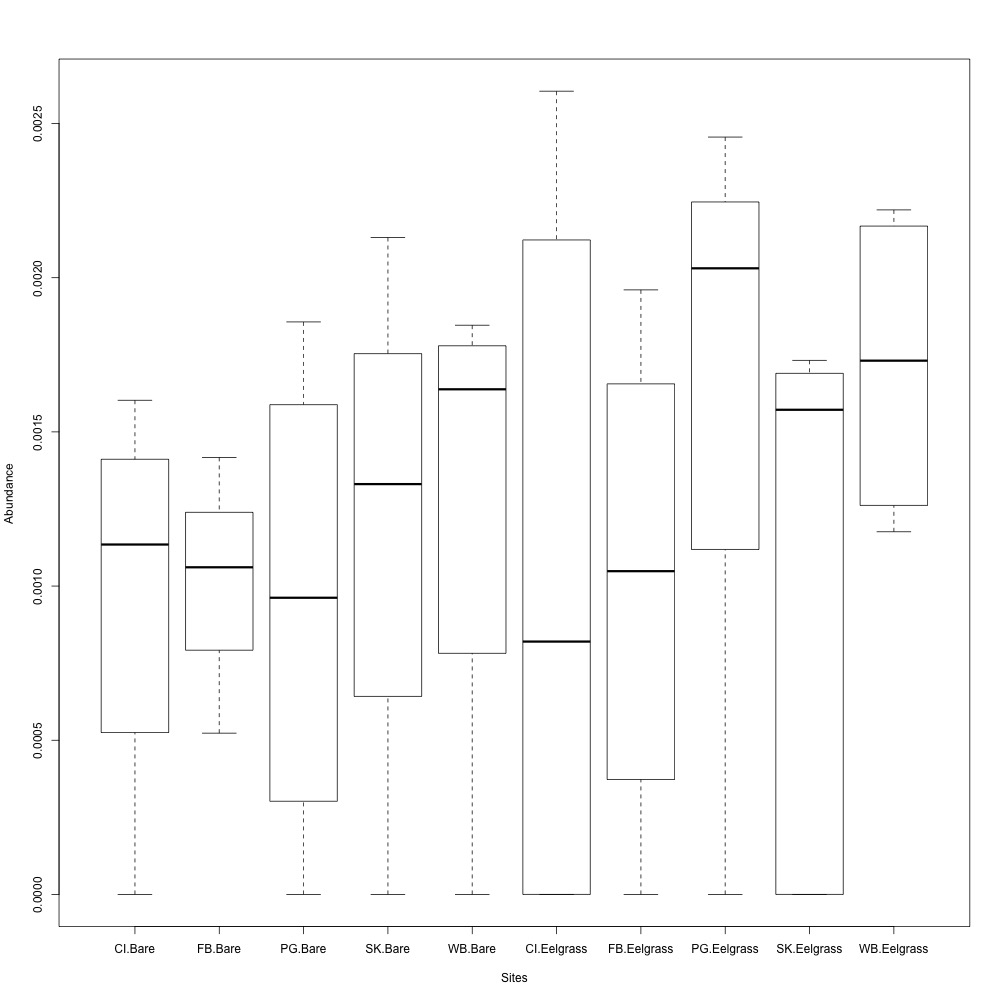 0.0025
0.0020
0.0015
0.0010
0.0005
0.0000
Abundance
CI.Bare FB.Bare PG.Bare SK.Bare WB.Bare CI.Eelgrass FB.Eelgrass PG.Eelgrass SK.Eelgrass WB.Eelgrass
Sites